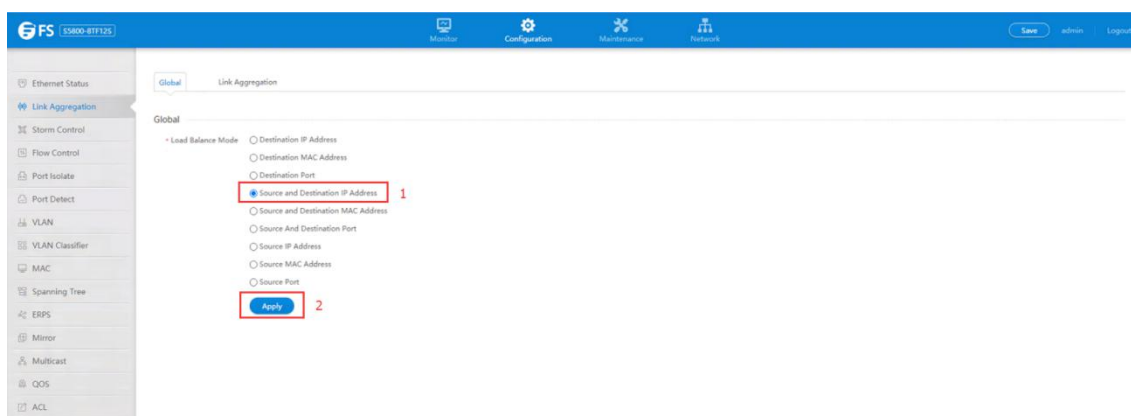 FS S5800-8TF12S
Monitor
Configuration
Maintenance
Network
Save admin Logout
Ethernet Status
Link Aggregation
Storm Control
Flow Control
Port Isolate
Port Detect
VLAN
VLAN Classifier
MAC
Spanning Tree
ERPS
Mirror
Multicast
QOS
ACL
Global Link Aggregation
Global
* Load Balance Mode
Destination IP Address
Destination MAC Address
Destination Port
Source and Destination IP Address 1
Source and Destination MAC Address
Source And Destination Port
Source IP Address
Source MAC Address
Source Port
Apply 2